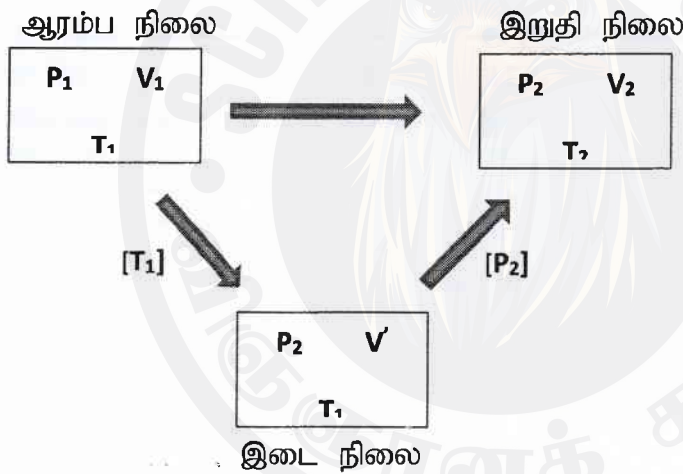 ஆரம்ப நிலை
இறுதி நிலை
P₁ V₁
T₁
P₂ V₂
T₂
[T₁]
[P₂]
P₂ V′
T₁
இடை நிலை